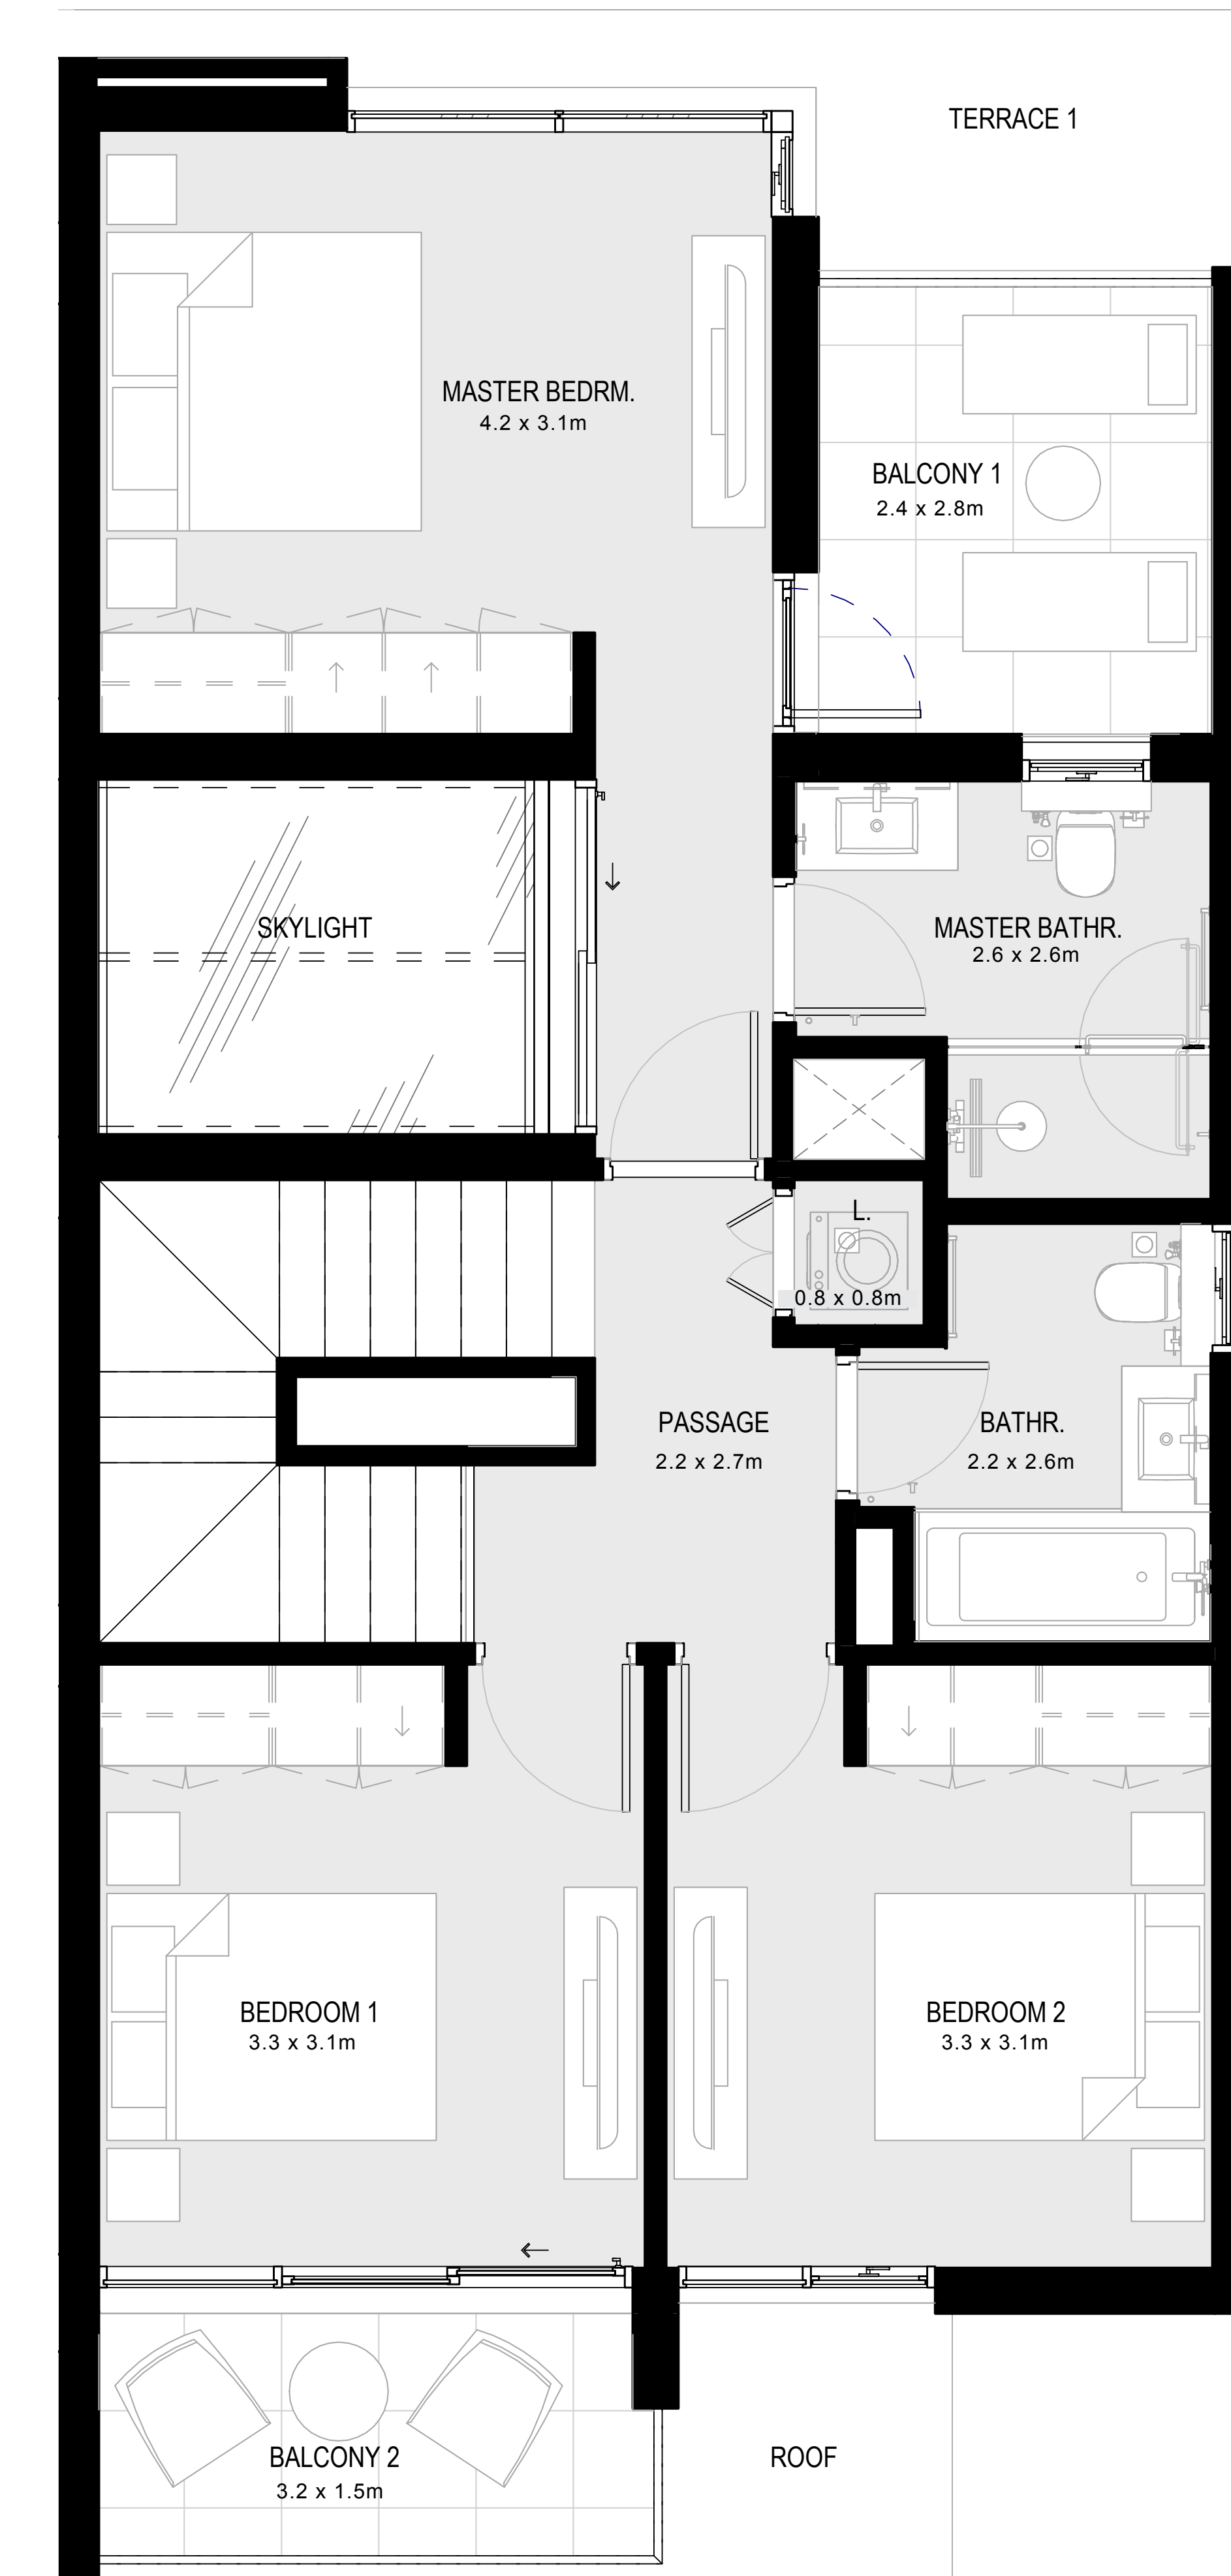 TERRACE 1
MASTER BEDRM.
4.2 x 3.1m
BALCONY 1
2.4 x 2.8m
SKYLIGHT
MASTER BATHR.
2.6 x 2.6m
L.
0.8 x 0.8m
PASSAGE
2.2 x 2.7m
BATHR.
2.2 x 2.6m
BEDROOM 1
3.3 x 3.1m
BEDROOM 2
3.3 x 3.1m
BALCONY 2
3.2 x 1.5m
ROOF